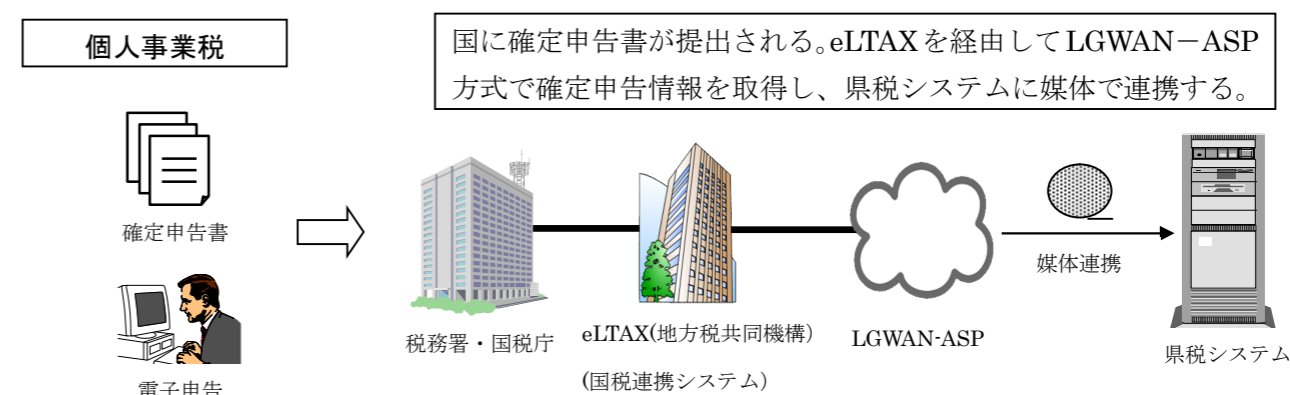 個人事業税
国に確定申告書が提出される。eLTAXを経由してLGWAN－ASP
方式で確定申告情報を取得し、県税システムに媒体で連携する。
確定申告書
電子申告
税務署・国税庁
eLTAX(地方税共同機構)
(国税連携システム)
LGWAN-ASP
媒体連携
県税システム